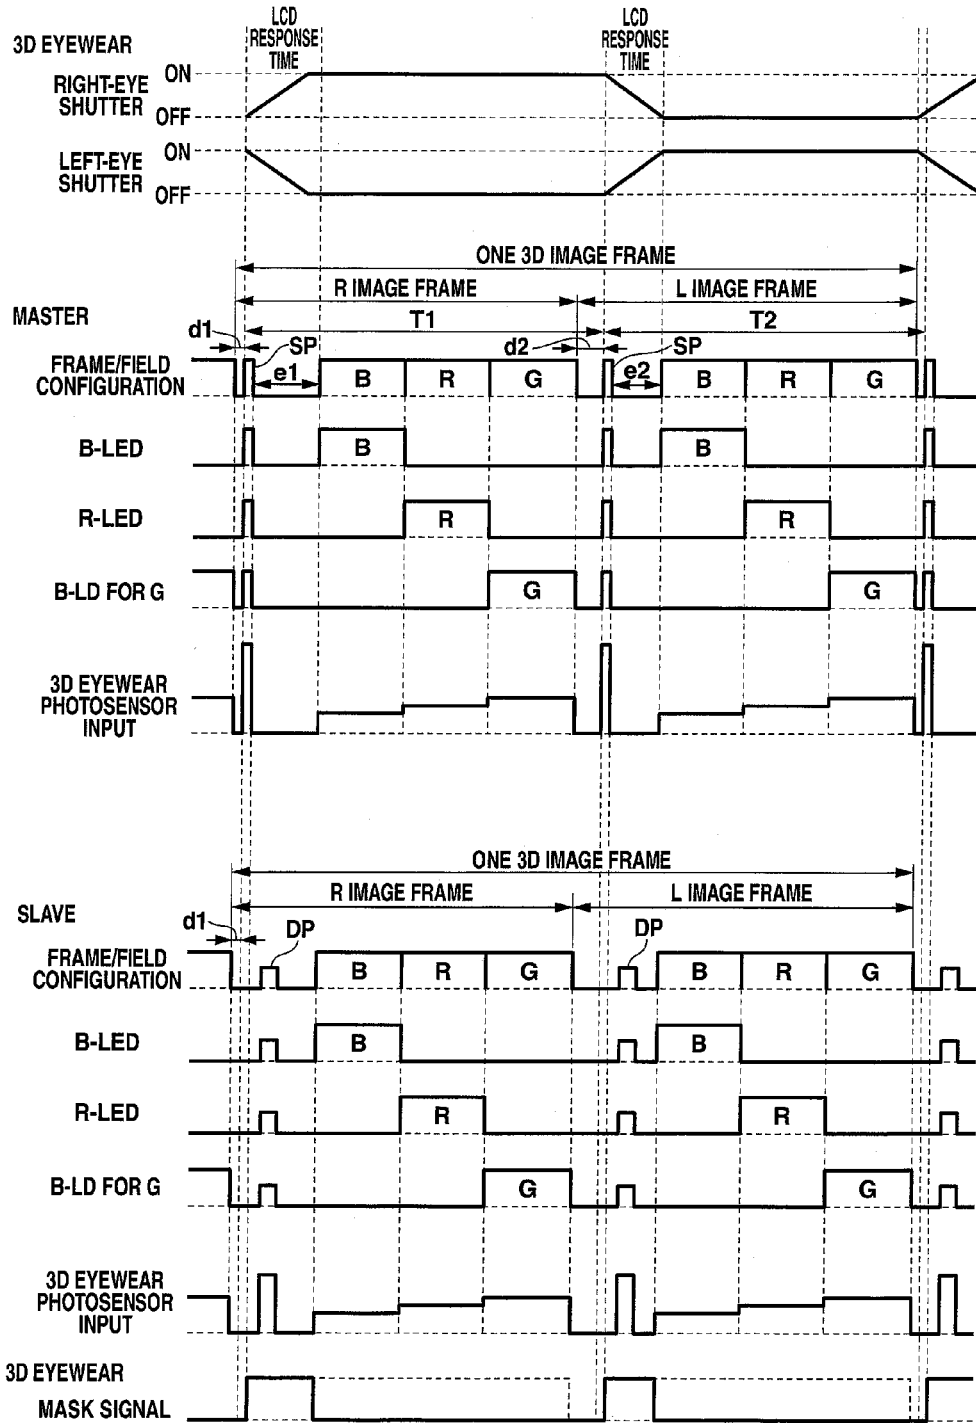 LCD RESPONSE TIME
LCD RESPONSE TIME
3D EYEWEAR
RIGHT-EYE SHUTTER
ON
OFF
LEFT-EYE SHUTTER
ON
OFF
ONE 3D IMAGE FRAME
R IMAGE FRAME
L IMAGE FRAME
MASTER
d1
T1
d2
T2
SP
SP
FRAME/FIELD CONFIGURATION
e1
B
R
G
e2
B
R
G
B-LED
B
B
R-LED
R
R
B-LD FOR G
G
G
3D EYEWEAR PHOTOSENSOR INPUT
ONE 3D IMAGE FRAME
R IMAGE FRAME
L IMAGE FRAME
SLAVE
d1
DP
DP
FRAME/FIELD CONFIGURATION
B
R
G
B
R
G
B-LED
B
B
R-LED
R
R
B-LD FOR G
G
G
3D EYEWEAR PHOTOSENSOR INPUT
3D EYEWEAR
MASK SIGNAL